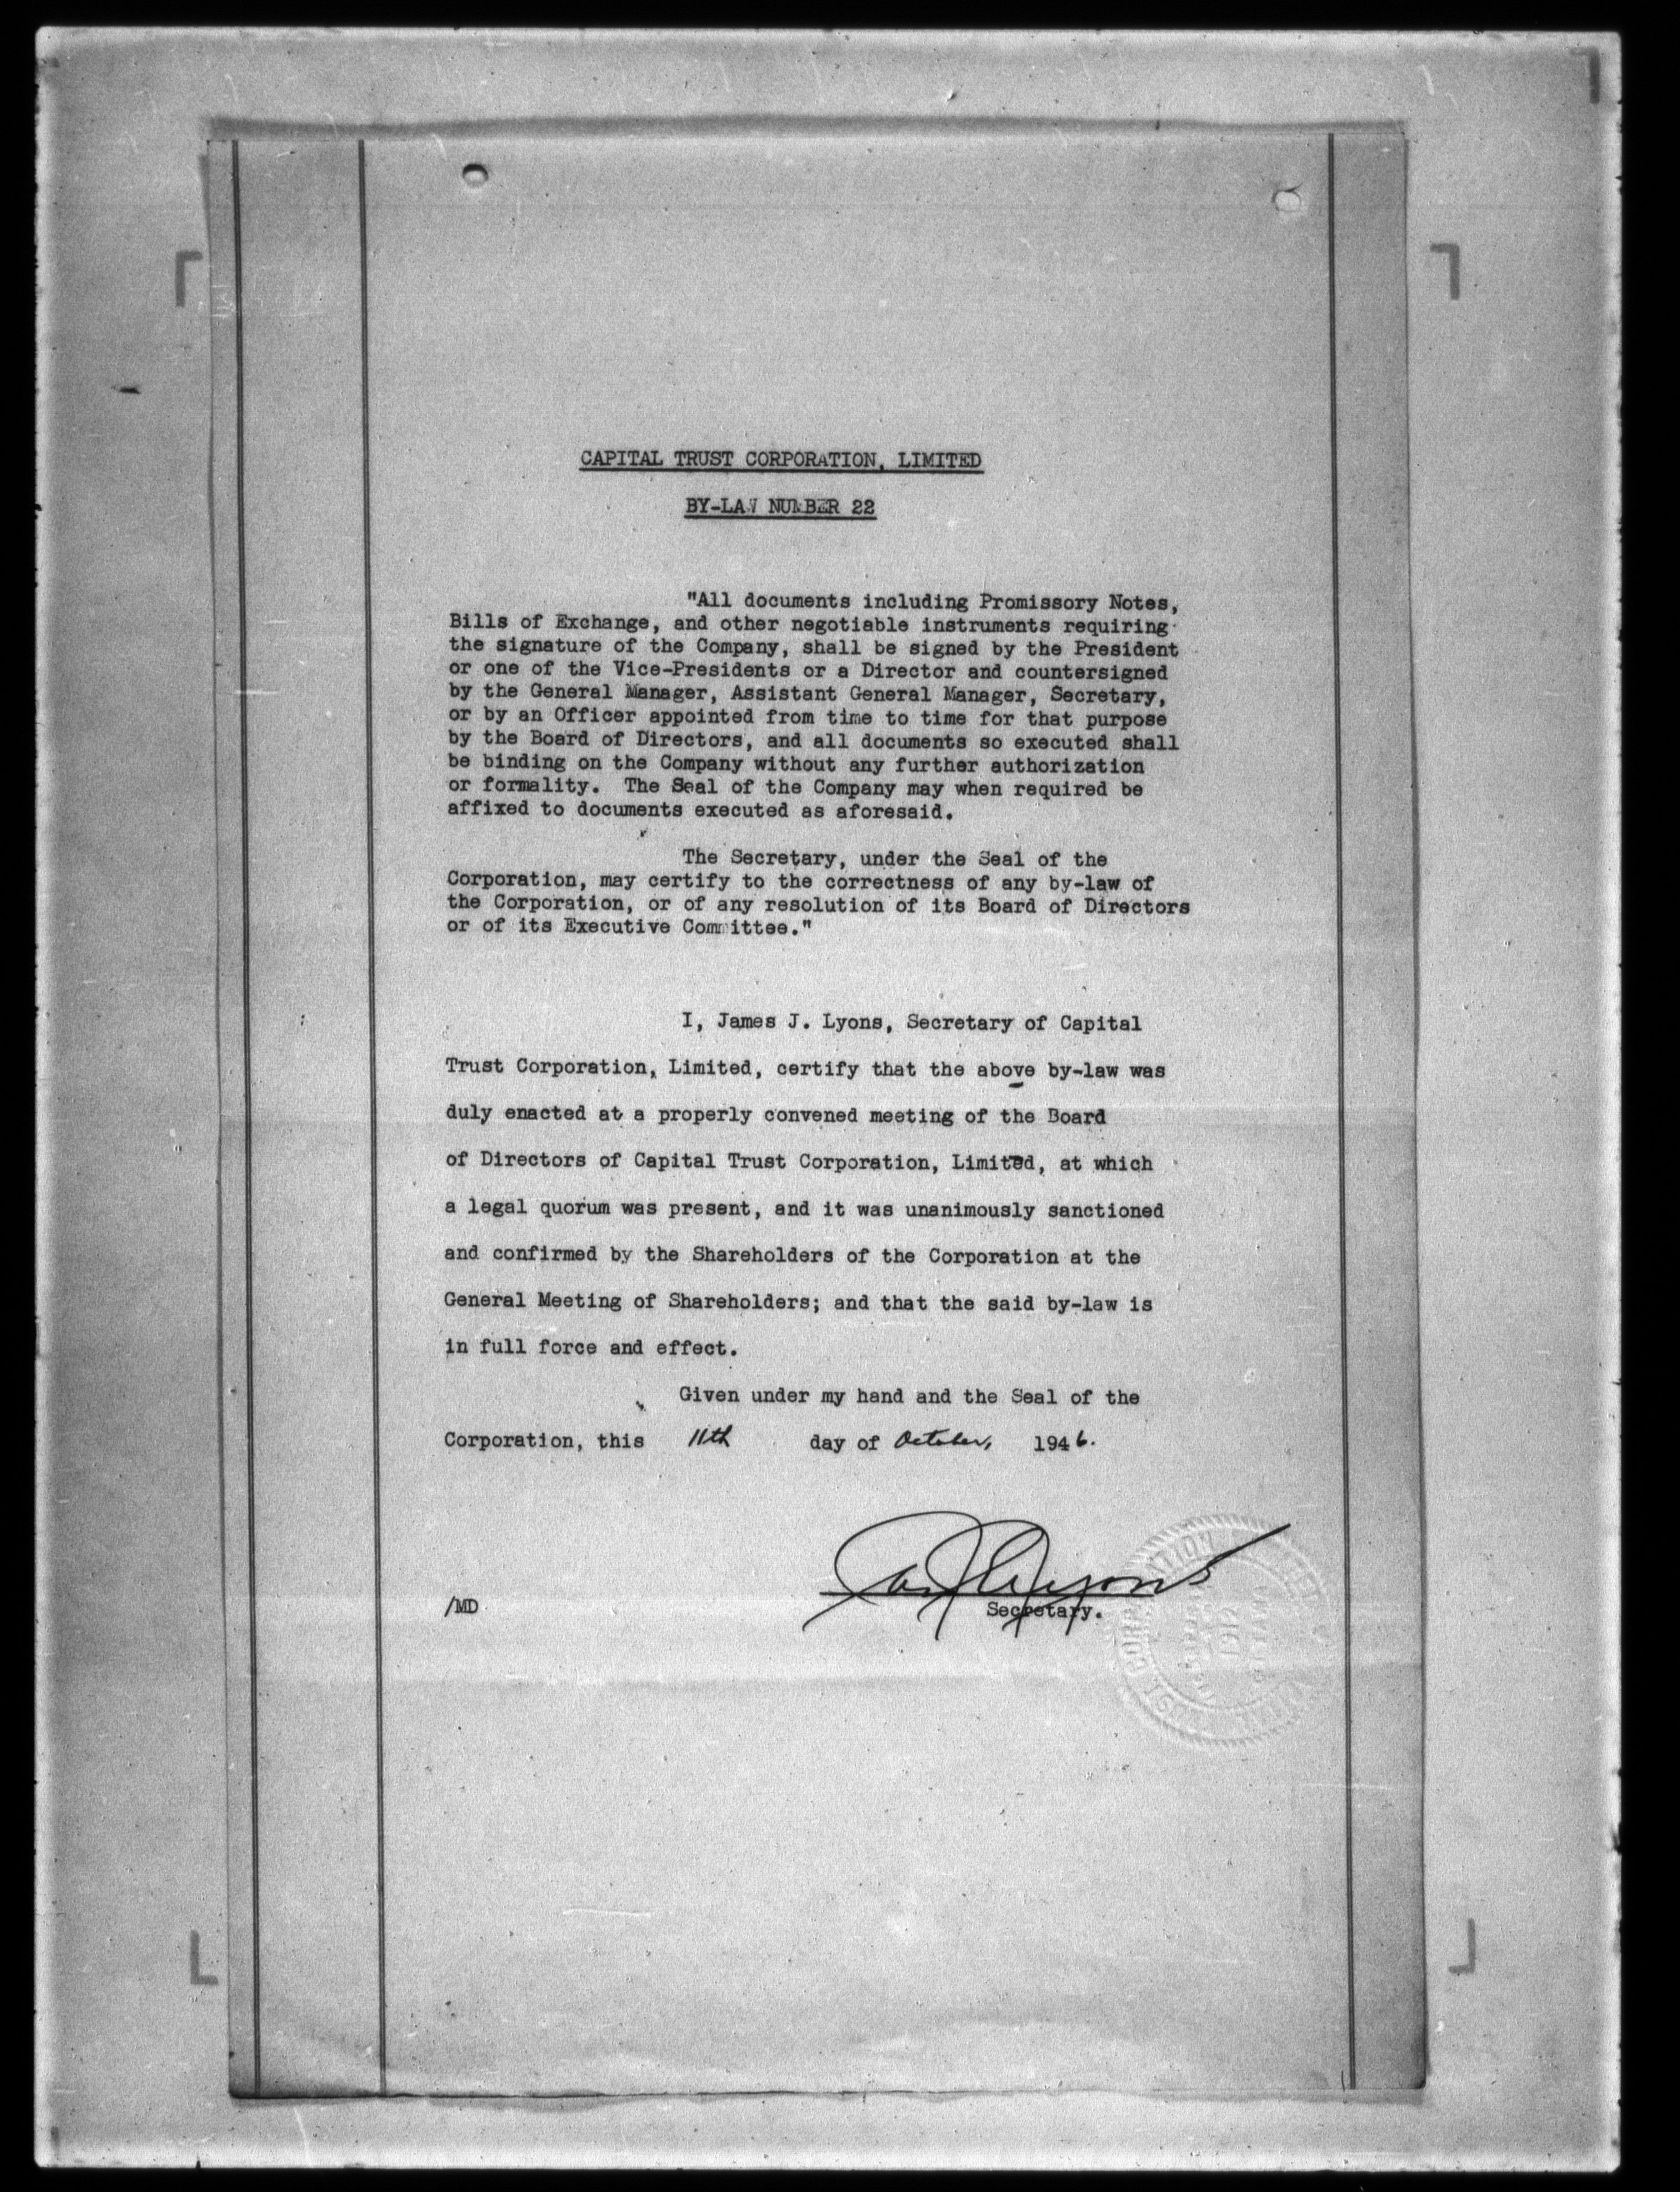 CAPITAL TRUST CORPORATION, LIMITED
BY-LAW NUMBER 22
"All documents including Promissory Notes,
Bills of Exchange, and other negotiable instruments requiring
the signature of the Company, shall be signed by the President
or one of the Vice-Presidents or a Director and countersigned
by the General Manager, Assistant General Manager, Secretary,
or by an Officer appointed from time to time for that purpose
by the Board of Directors, and all documents so executed shall
be binding on the Company without any further authorization
or formality. The Seal of the Company may when required be
affixed to documents executed as aforesaid.
The Secretary, under the Seal of the
Corporation, may certify to the correctness of any by-law of
the Corporation, or of any resolution of its Board of Directors
or of its Executive Committee."
I, James J. Lyons, Secretary of Capital
Trust Corporation, Limited, certify that the above by-law was
duly enacted at a properly convened meeting of the Board
of Directors of Capital Trust Corporation, Limited, at which
a legal quorum was present, and it was unanimously sanctioned
and confirmed by the Shareholders of the Corporation at the
General Meeting of Shareholders; and that the said by-law is
in full force and effect.
Given under my hand and the Seal of the
Corporation, this 11th day of October, 1946.
Jas J Lyons
/MD Secretary.
1912
OTTAWA